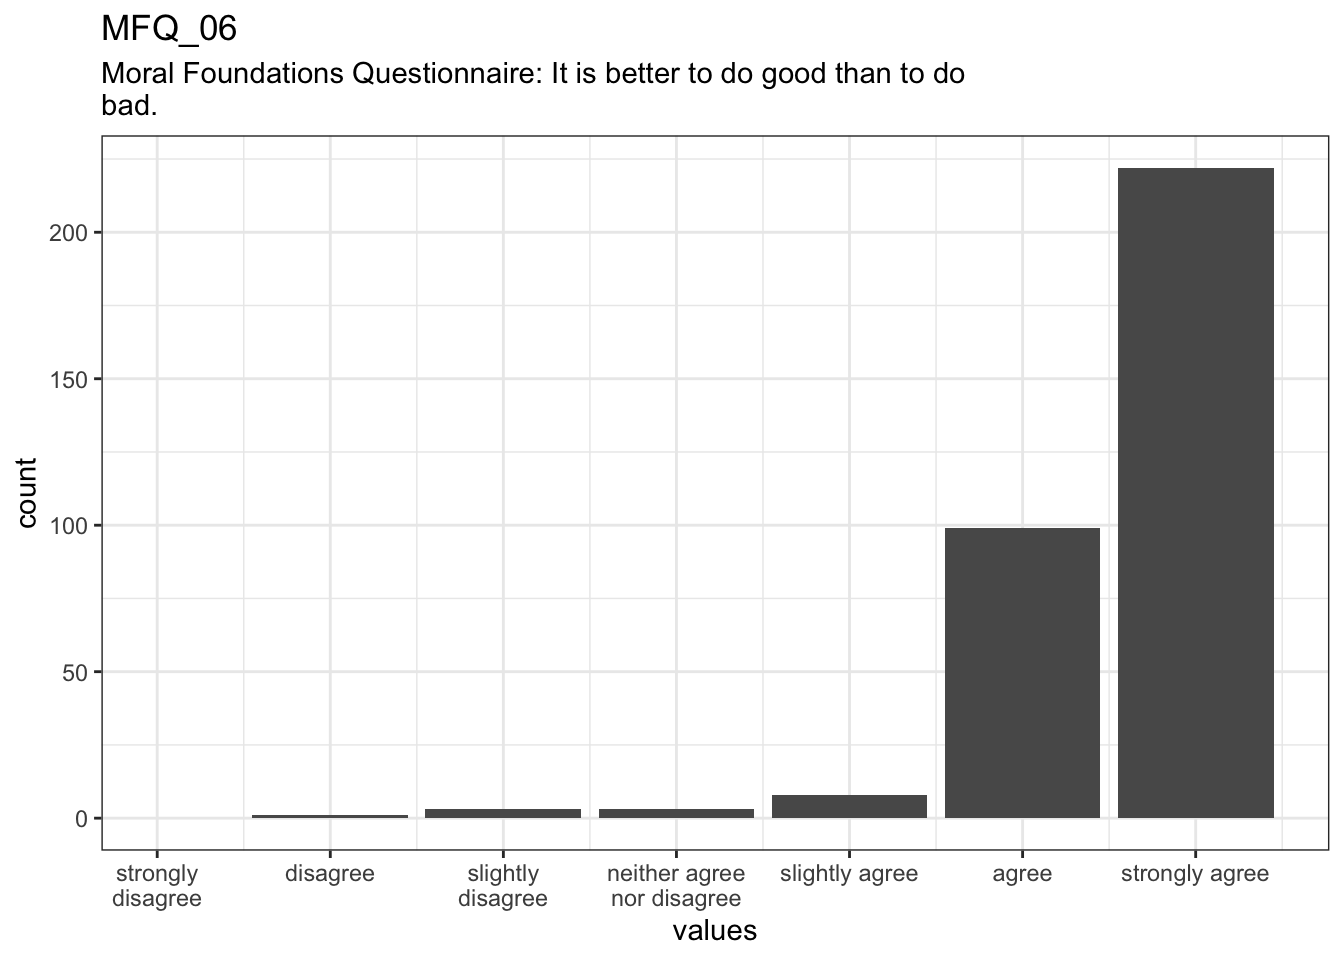 MFQ_06
Moral Foundations Questionnaire: It is better to do good than to do
bad.
count
200
150
100
50
0
strongly
disagree
disagree
slightly
disagree
neither agree
nor disagree
slightly agree
agree
strongly agree
values